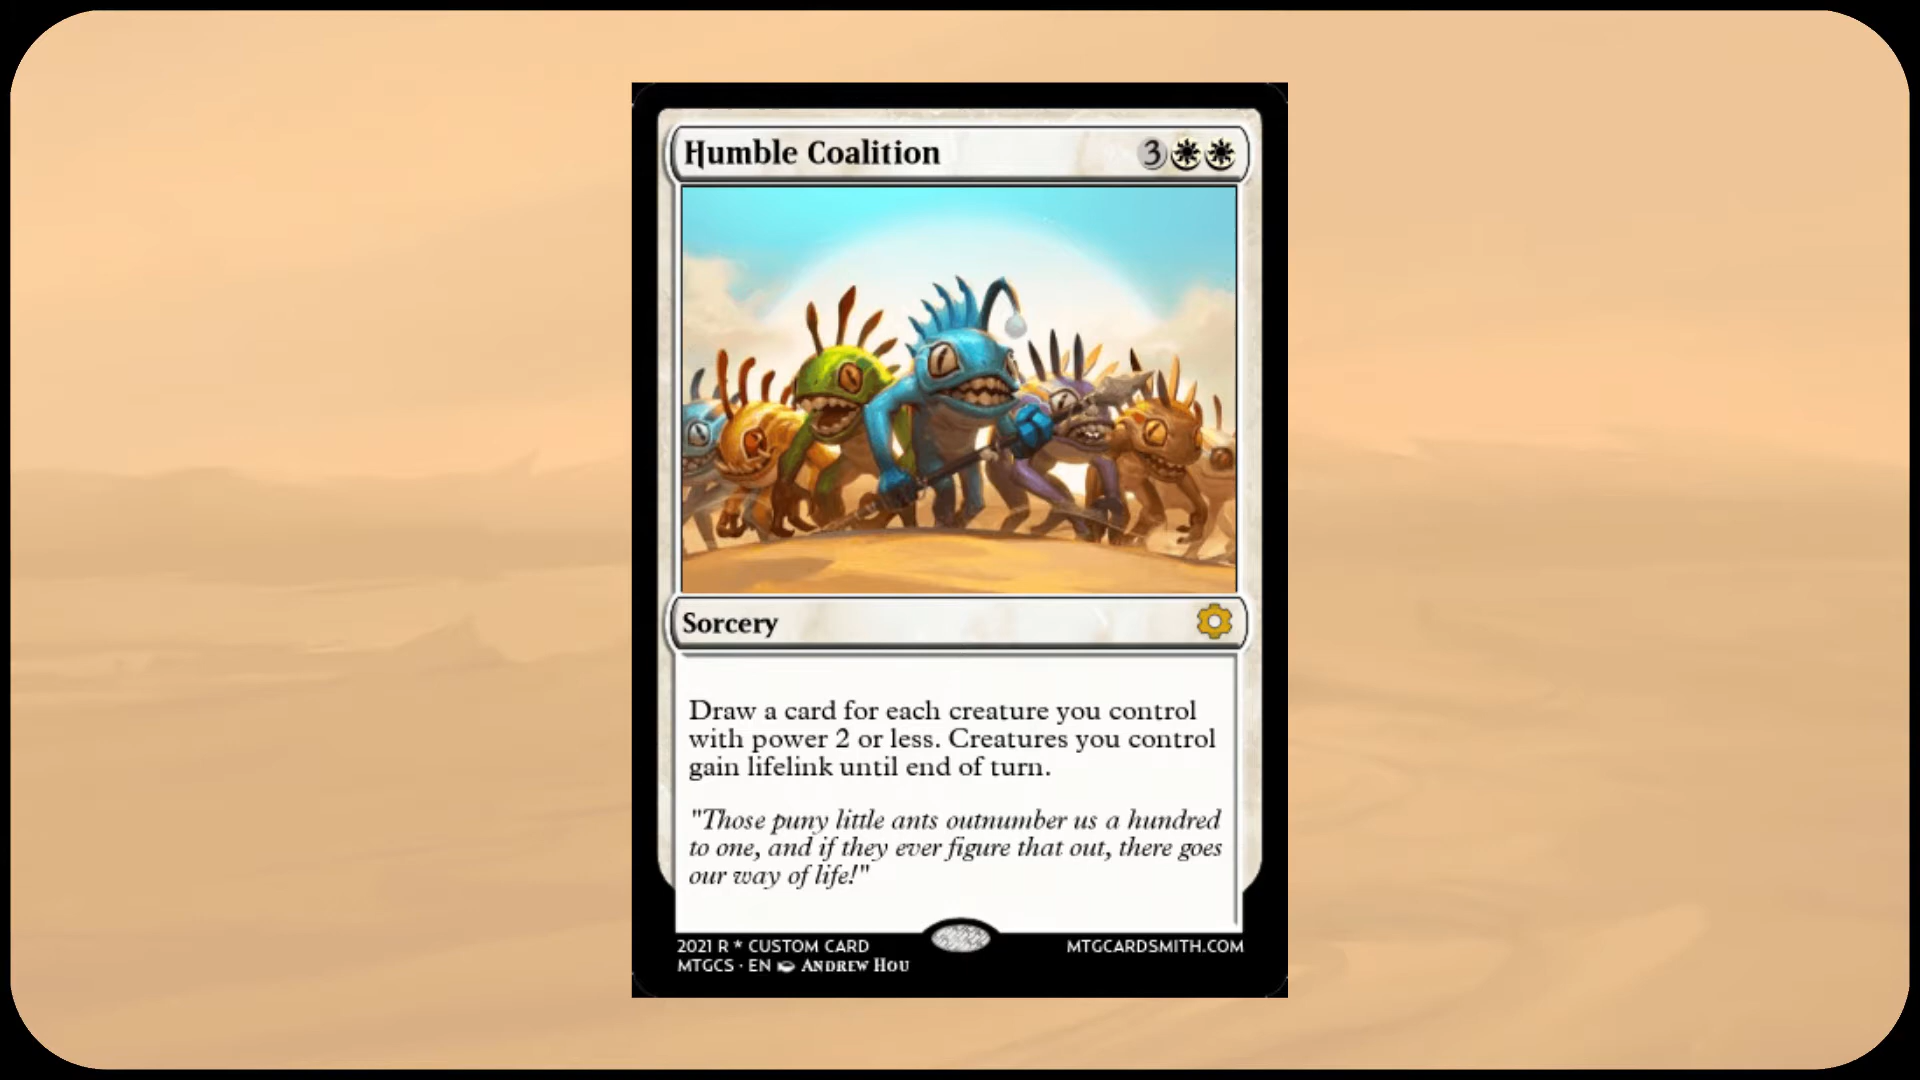 Humble Coalition 3
Sorcery
Draw a card for each creature you control
with power 2 or less. Creatures you control
gain lifelink until end of turn.
"Those puny little ants outnumber us a hundred
to one, and if they ever figure that out, there goes
our way of life!"
2021 R * CUSTOM CARD MTGCARDSMITH.COM
MTGCS · EN ANDREW HOU